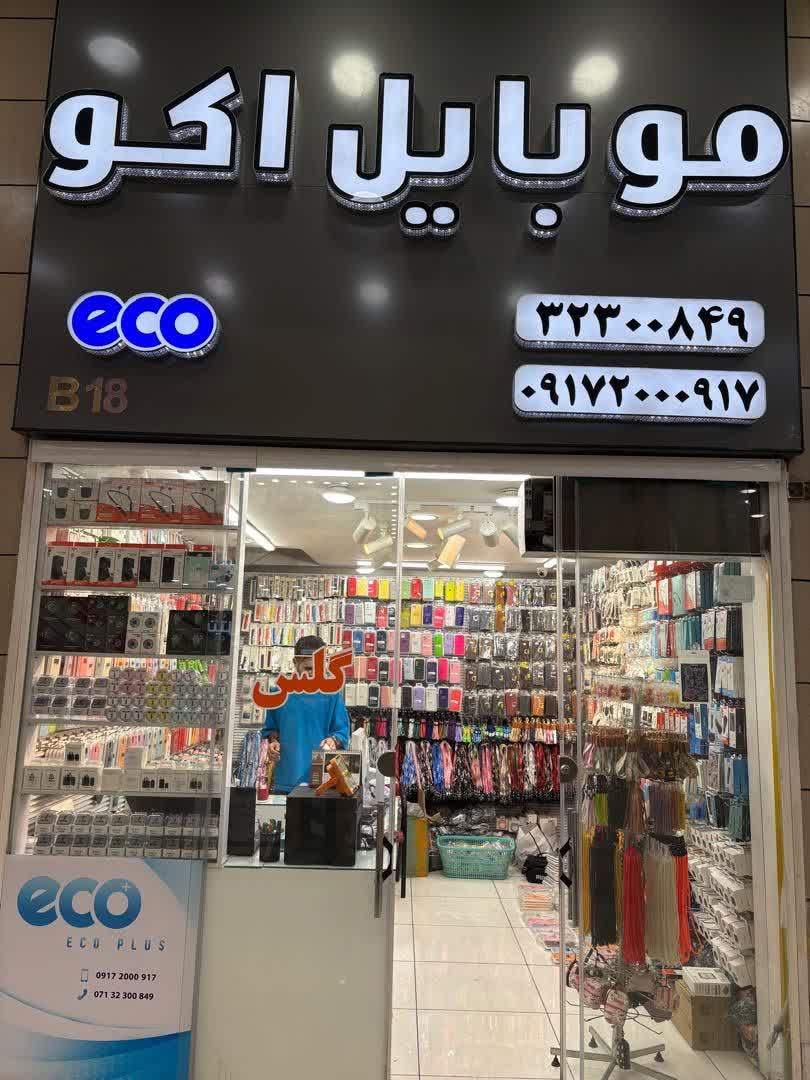 موبایل اکو
eco
۳۲۳۰۰۸۴۹
۰۹۱۷۲۰۰۰۹۱۷
B18
گلس
eco+
ECO PLUS
0917 2000 917
071 32 300 849